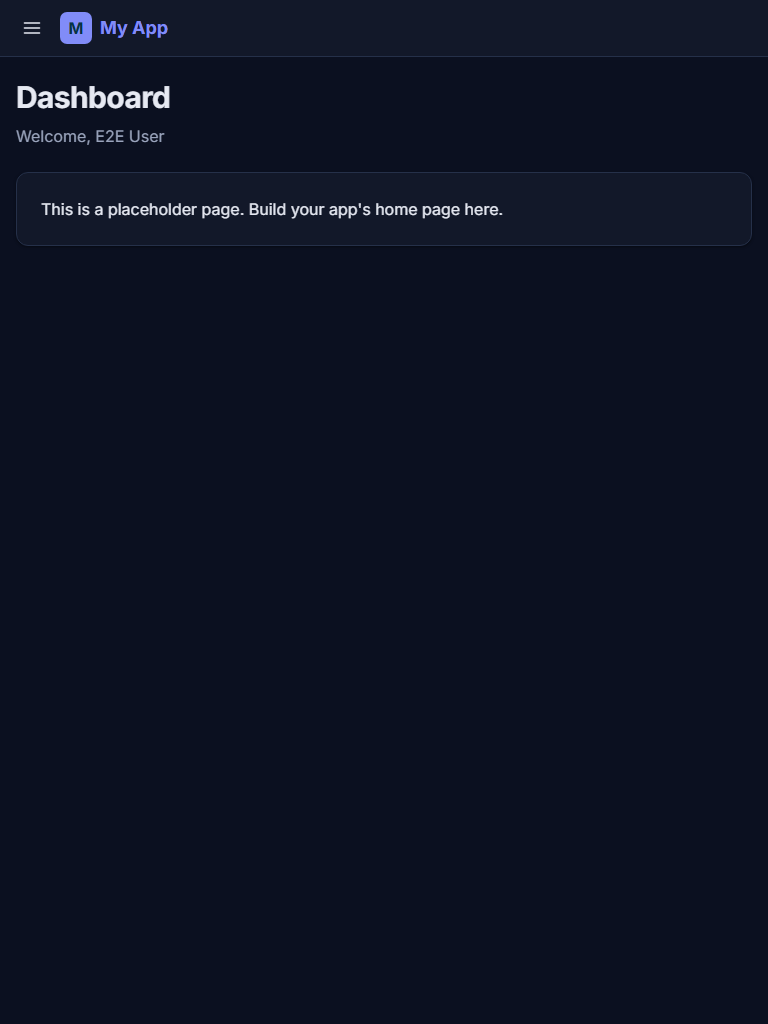 M My App
Dashboard
Welcome, E2E User
This is a placeholder page. Build your app's home page here.